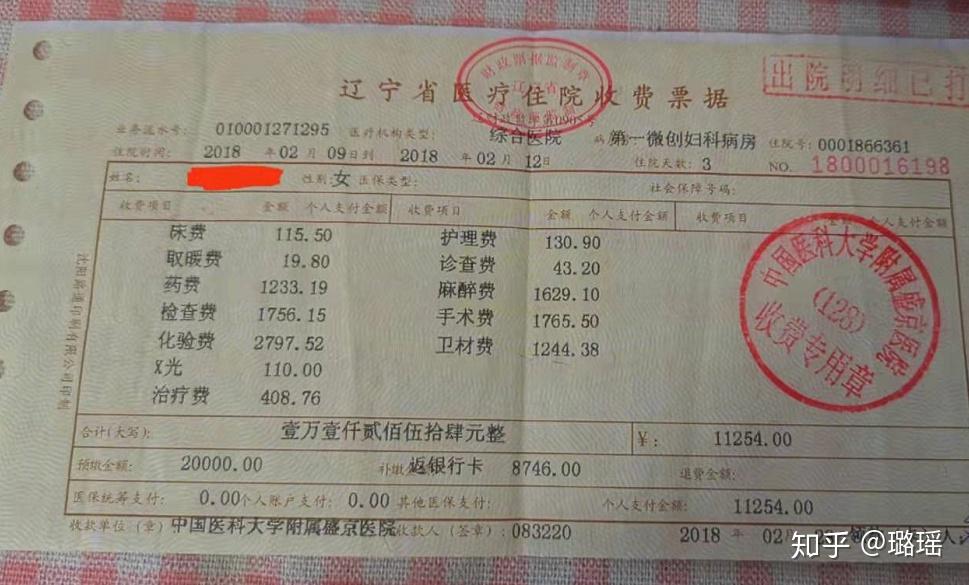 辽宁省医疗住院收费票据
出院明细已打
业务流水号: 010001271295 医疗机构类型: 综合医院 病 第一微创妇科病房 住院号: 0001866361
住院时间: 2018 年 02 月 09 日到 2018 年 02 月 12 日 住院天数: 3 NO. 1800016198
姓名: 性别: 女 医保类型: 社会保障号码:
收费项目 金额 个人支付金额 收费项目 金额 个人支付金额 收费项目 金额 个人支付金额
床费 115.50 护理费 130.90
取暖费 19.80 诊查费 43.20
药费 1233.19 麻醉费 1629.10
检查费 1756.15 手术费 1765.50
化验费 2797.52 卫材费 1244.38
X光 110.00
治疗费 408.76
中国医科大学附属盛京医院
(128)
收费专用章
合计(大写): 壹万壹仟贰佰伍拾肆元整 ¥: 11254.00
预缴金额: 20000.00 补缴 返银行卡 8746.00 退费金额:
医保统筹支付: 0.00 个人账户支付: 0.00 其他医保支付: 个人支付金额: 11254.00
收款单位(章) 中国医科大学附属盛京医院 收款人(签章): 083220 2018 年 02
知乎 @璐瑶